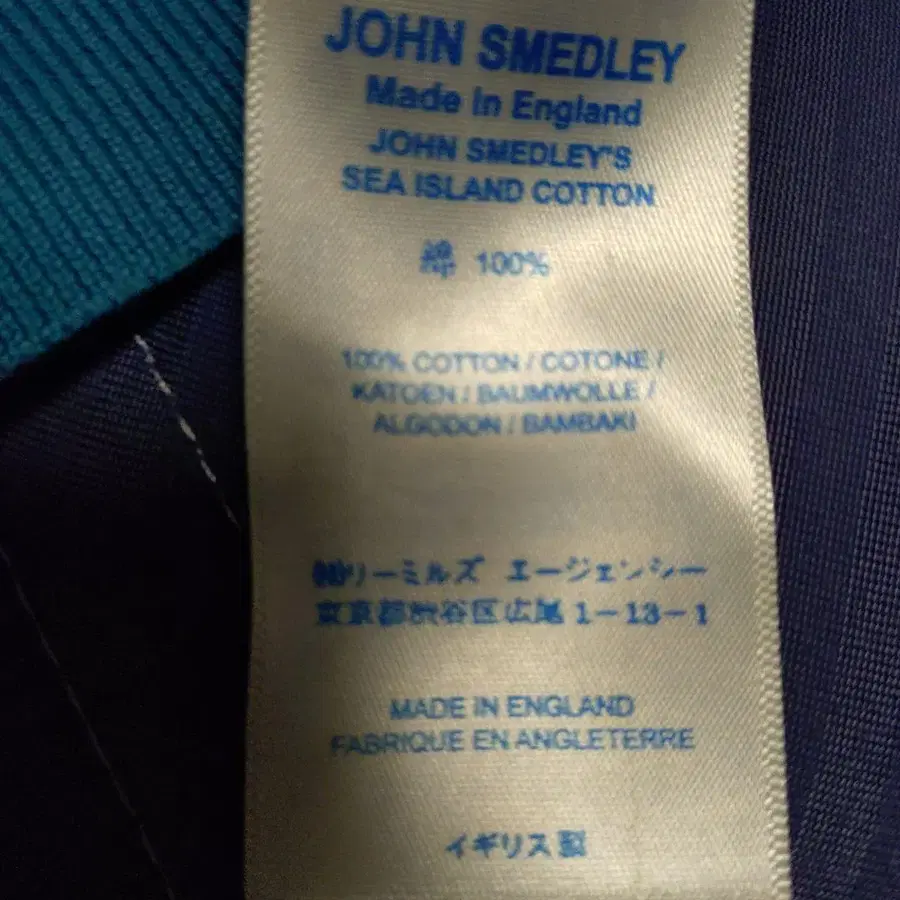 JOHN SMEDLEY
Made in England
JOHN SMEDLEY'S
SEA ISLAND COTTON
綿 100%
100% COTTON / COTONE /
KATOEN / BAUMWOLLE /
ALGODON / BAMBAKI
㈱リーミルズ エージェンシー
東京都渋谷区広尾 1-13-1
MADE IN ENGLAND
FABRIQUE EN ANGLETERRE
イギリス製